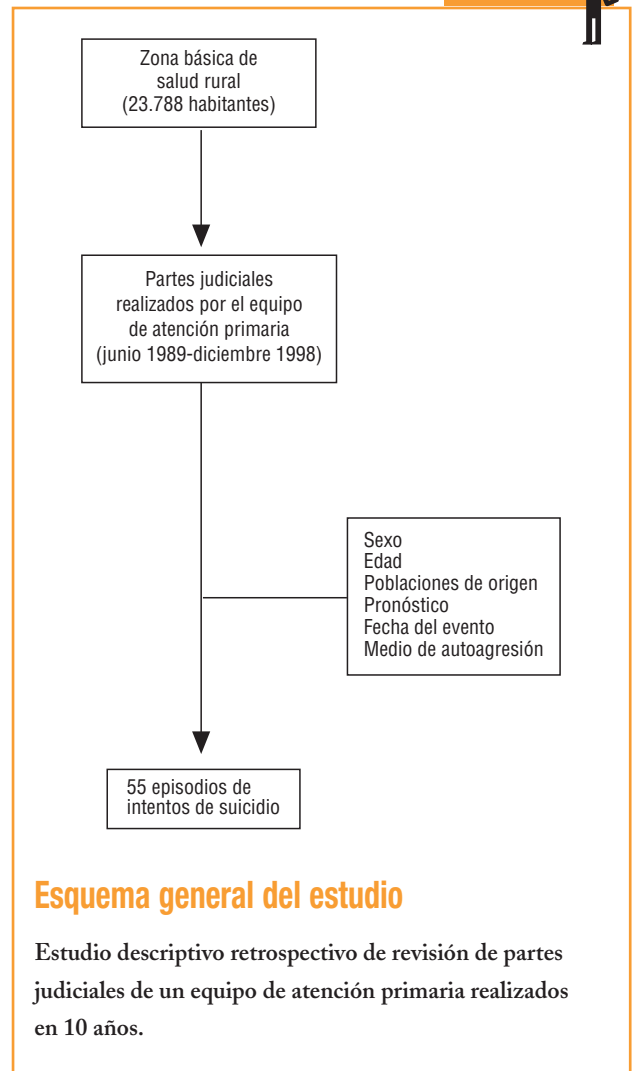 Zona básica de
salud rural
(23.788 habitantes)
Partes judiciales
realizados por el equipo
de atención primaria
(junio 1989-diciembre 1998)
Sexo
Edad
Poblaciones de origen
Pronóstico
Fecha del evento
Medio de autoagresión
55 episodios de
intentos de suicidio
Esquema general del estudio
Estudio descriptivo retrospectivo de revisión de partes
judiciales de un equipo de atención primaria realizados
en 10 años.